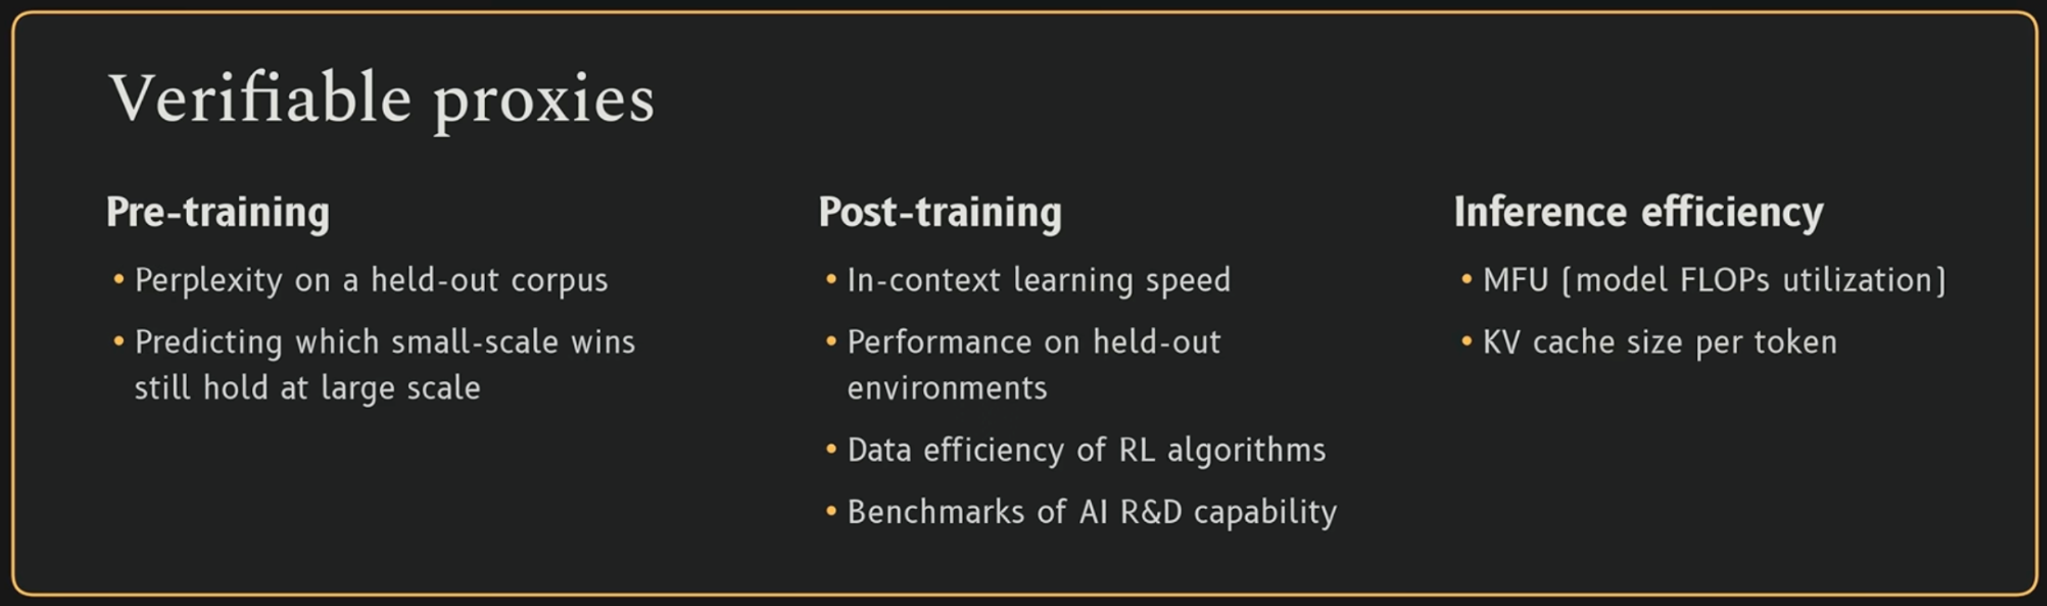 Verifiable proxies
Pre-training
• Perplexity on a held-out corpus
• Predicting which small-scale wins
still hold at large scale
Post-training
• In-context learning speed
• Performance on held-out
environments
• Data efficiency of RL algorithms
• Benchmarks of AI R&D capability
Inference efficiency
• MFU (model FLOPs utilization)
• KV cache size per token